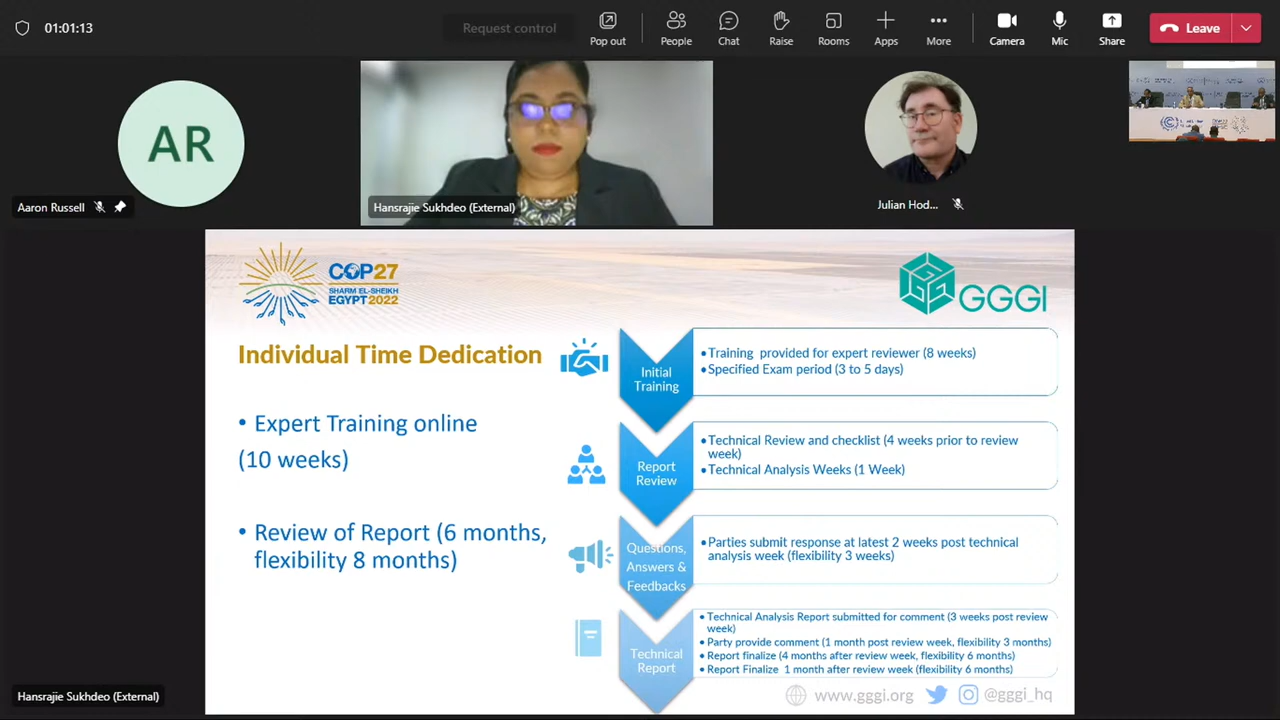 01:01:13
Request control
Pop out
People
Chat
Raise
Rooms
Apps
More
Camera
Mic
Share
Leave
AR
Aaron Russell
Hansrajie Sukhdeo (External)
Julian Hod...
COP27
SHARM EL-SHEIKH
EGYPT 2022
GGGI
Individual Time Dedication
• Expert Training online
(10 weeks)
• Review of Report (6 months,
flexibility 8 months)
Initial
Training
•Training provided for expert reviewer (8 weeks)
•Specified Exam period (3 to 5 days)
Report
Review
•Technical Review and checklist (4 weeks prior to review
week)
•Technical Analysis Weeks (1 Week)
Questions,
Answers &
Feedbacks
•Parties submit response at latest 2 weeks post technical
analysis week (flexibility 3 weeks)
Technical
Report
• Technical Analysis Report submitted for comment (3 weeks post review
week)
• Party provide comment (1 month post review week, flexibility 3 months)
• Report finalize (4 months after review week, flexibility 6 months)
• Report Finalize 1 month after review week (flexibility 6 months)
www.gggi.org
@gggi_hq
Hansrajie Sukhdeo (External)